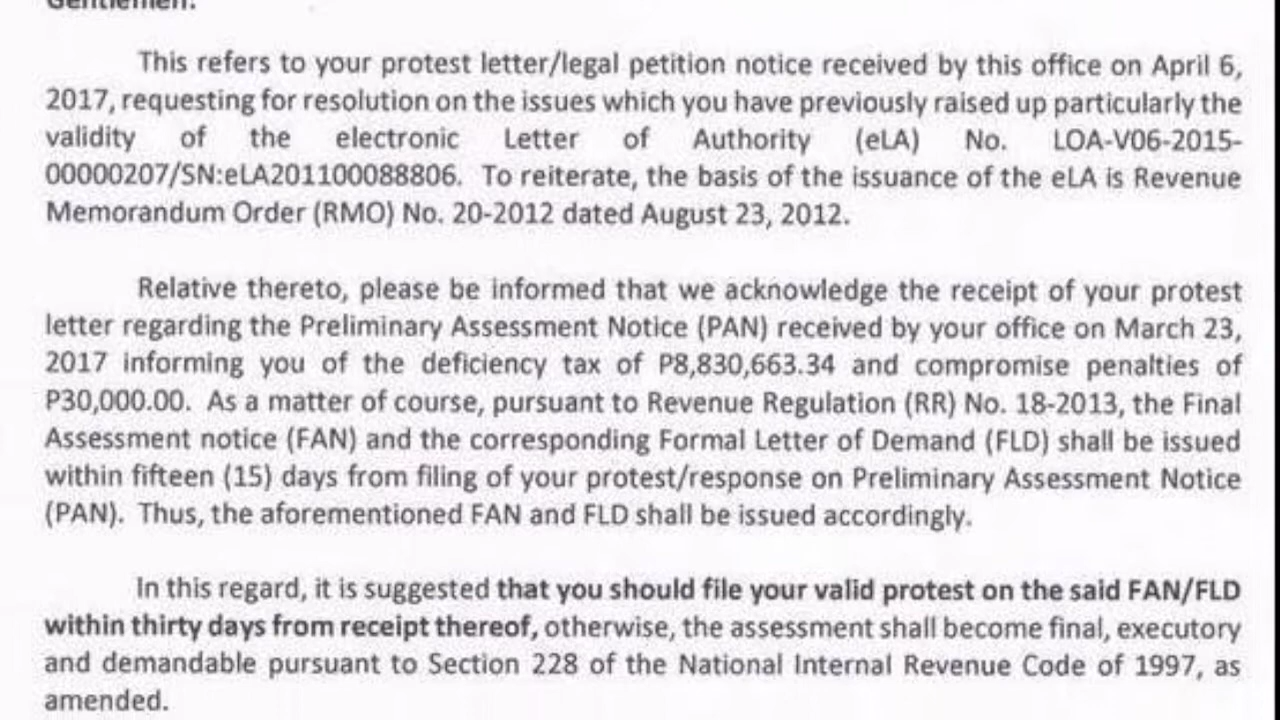 Gentlemen:
This refers to your protest letter/legal petition notice received by this office on April 6,
2017, requesting for resolution on the issues which you have previously raised up particularly the
validity of the electronic Letter of Authority (eLA) No. LOA-V06-2015-
00000207/SN:eLA201100088806. To reiterate, the basis of the issuance of the eLA is Revenue
Memorandum Order (RMO) No. 20-2012 dated August 23, 2012.
Relative thereto, please be informed that we acknowledge the receipt of your protest
letter regarding the Preliminary Assessment Notice (PAN) received by your office on March 23,
2017 informing you of the deficiency tax of P8,830,663.34 and compromise penalties of
P30,000.00. As a matter of course, pursuant to Revenue Regulation (RR) No. 18-2013, the Final
Assessment notice (FAN) and the corresponding Formal Letter of Demand (FLD) shall be issued
within fifteen (15) days from filing of your protest/response on Preliminary Assessment Notice
(PAN). Thus, the aforementioned FAN and FLD shall be issued accordingly.
In this regard, it is suggested that you should file your valid protest on the said FAN/FLD
within thirty days from receipt thereof, otherwise, the assessment shall become final, executory
and demandable pursuant to Section 228 of the National Internal Revenue Code of 1997, as
amended.